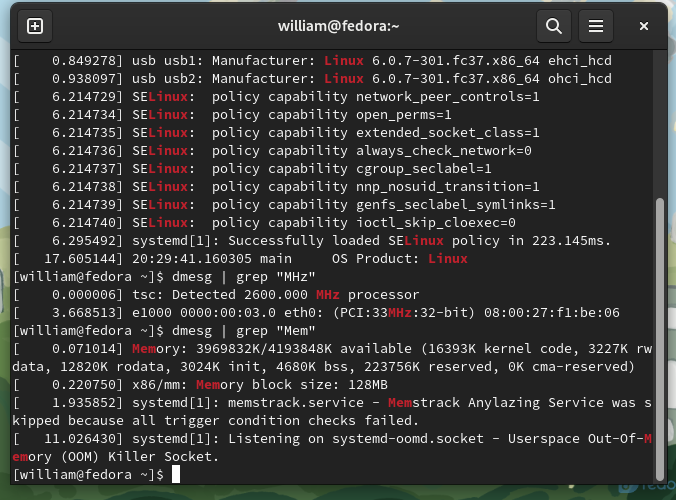 william@fedora:~
[    0.849278] usb usb1: Manufacturer: Linux 6.0.7-301.fc37.x86_64 ehci_hcd
[    0.938097] usb usb2: Manufacturer: Linux 6.0.7-301.fc37.x86_64 ohci_hcd
[    6.214729] SELinux:  policy capability network_peer_controls=1
[    6.214734] SELinux:  policy capability open_perms=1
[    6.214735] SELinux:  policy capability extended_socket_class=1
[    6.214736] SELinux:  policy capability always_check_network=0
[    6.214737] SELinux:  policy capability cgroup_seclabel=1
[    6.214738] SELinux:  policy capability nnp_nosuid_transition=1
[    6.214739] SELinux:  policy capability genfs_seclabel_symlinks=1
[    6.214740] SELinux:  policy capability ioctl_skip_cloexec=0
[    6.295492] systemd[1]: Successfully loaded SELinux policy in 223.145ms.
[   17.605144] 20:29:41.160305 main     OS Product: Linux
[william@fedora ~]$ dmesg | grep "MHz"
[    0.000006] tsc: Detected 2600.000 MHz processor
[    3.668513] e1000 0000:00:03.0 eth0: (PCI:33MHz:32-bit) 08:00:27:f1:be:06
[william@fedora ~]$ dmesg | grep "Mem"
[    0.071014] Memory: 3969832K/4193848K available (16393K kernel code, 3227K rw
data, 12820K rodata, 3024K init, 4680K bss, 223756K reserved, 0K cma-reserved)
[    0.220750] x86/mm: Memory block size: 128MB
[    1.935852] systemd[1]: memstrack.service - Memstrack Anylazing Service was s
kipped because all trigger condition checks failed.
[   11.026430] systemd[1]: Listening on systemd-oomd.socket - Userspace Out-Of-M
emory (OOM) Killer Socket.
[william@fedora ~]$